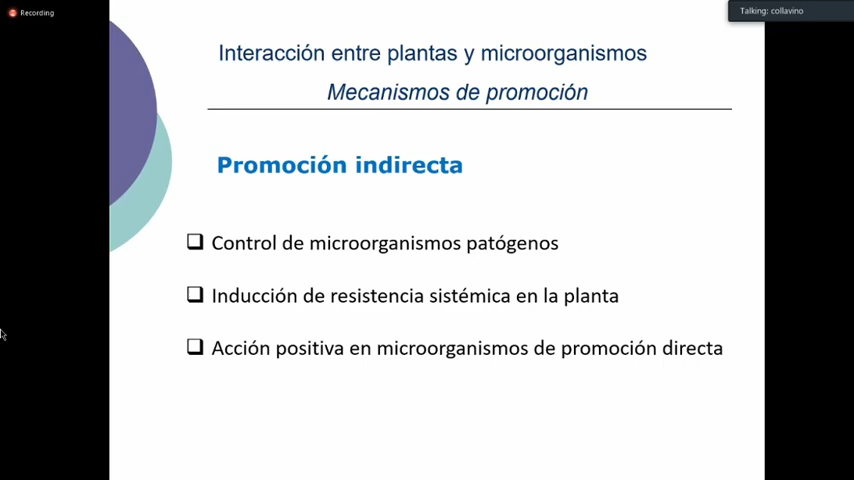 Recording
Talking: collavino
Interacción entre plantas y microorganismos
Mecanismos de promoción
Promoción indirecta
Control de microorganismos patógenos
Inducción de resistencia sistémica en la planta
Acción positiva en microorganismos de promoción directa